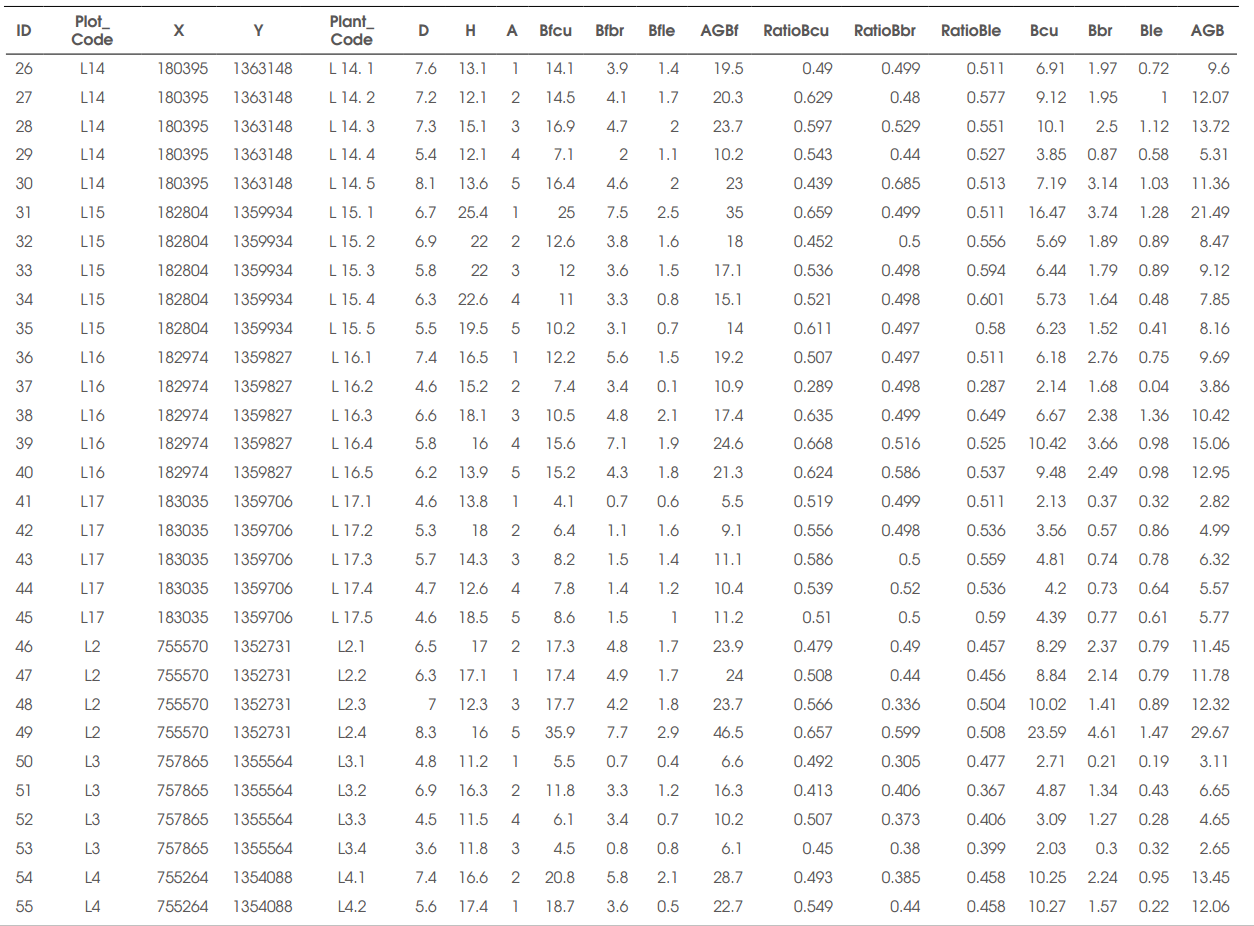 ID Plot_Code X Y Plant_Code D H A Bfcu Bfbr Bfle AGBf RatioBcu RatioBbr RatioBle Bcu Bbr Ble AGB
26 L14 180395 1363148 L 14. 1 7.6 13.1 1 14.1 3.9 1.4 19.5 0.49 0.499 0.511 6.91 1.97 0.72 9.6
27 L14 180395 1363148 L 14. 2 7.2 12.1 2 14.5 4.1 1.7 20.3 0.629 0.48 0.577 9.12 1.95 1 12.07
28 L14 180395 1363148 L 14. 3 7.3 15.1 3 16.9 4.7 2 23.7 0.597 0.529 0.551 10.1 2.5 1.12 13.72
29 L14 180395 1363148 L 14. 4 5.4 12.1 4 7.1 2 1.1 10.2 0.543 0.44 0.527 3.85 0.87 0.58 5.31
30 L14 180395 1363148 L 14. 5 8.1 13.6 5 16.4 4.6 2 23 0.439 0.685 0.513 7.19 3.14 1.03 11.36
31 L15 182804 1359934 L 15. 1 6.7 25.4 1 25 7.5 2.5 35 0.659 0.499 0.511 16.47 3.74 1.28 21.49
32 L15 182804 1359934 L 15. 2 6.9 22 2 12.6 3.8 1.6 18 0.452 0.5 0.556 5.69 1.89 0.89 8.47
33 L15 182804 1359934 L 15. 3 5.8 22 3 12 3.6 1.5 17.1 0.536 0.498 0.594 6.44 1.79 0.89 9.12
34 L15 182804 1359934 L 15. 4 6.3 22.6 4 11 3.3 0.8 15.1 0.521 0.498 0.601 5.73 1.64 0.48 7.85
35 L15 182804 1359934 L 15. 5 5.5 19.5 5 10.2 3.1 0.7 14 0.611 0.497 0.58 6.23 1.52 0.41 8.16
36 L16 182974 1359827 L 16.1 7.4 16.5 1 12.2 5.6 1.5 19.2 0.507 0.497 0.511 6.18 2.76 0.75 9.69
37 L16 182974 1359827 L 16.2 4.6 15.2 2 7.4 3.4 0.1 10.9 0.289 0.498 0.287 2.14 1.68 0.04 3.86
38 L16 182974 1359827 L 16.3 6.6 18.1 3 10.5 4.8 2.1 17.4 0.635 0.499 0.649 6.67 2.38 1.36 10.42
39 L16 182974 1359827 L 16.4 5.8 16 4 15.6 7.1 1.9 24.6 0.668 0.516 0.525 10.42 3.66 0.98 15.06
40 L16 182974 1359827 L 16.5 6.2 13.9 5 15.2 4.3 1.8 21.3 0.624 0.586 0.537 9.48 2.49 0.98 12.95
41 L17 183035 1359706 L 17.1 4.6 13.8 1 4.1 0.7 0.6 5.5 0.519 0.499 0.511 2.13 0.37 0.32 2.82
42 L17 183035 1359706 L 17.2 5.3 18 2 6.4 1.1 1.6 9.1 0.556 0.498 0.536 3.56 0.57 0.86 4.99
43 L17 183035 1359706 L 17.3 5.7 14.3 3 8.2 1.5 1.4 11.1 0.586 0.5 0.559 4.81 0.74 0.78 6.32
44 L17 183035 1359706 L 17.4 4.7 12.6 4 7.8 1.4 1.2 10.4 0.539 0.52 0.536 4.2 0.73 0.64 5.57
45 L17 183035 1359706 L 17.5 4.6 18.5 5 8.6 1.5 1 11.2 0.51 0.5 0.59 4.39 0.77 0.61 5.77
46 L2 755570 1352731 L2.1 6.5 17 2 17.3 4.8 1.7 23.9 0.479 0.49 0.457 8.29 2.37 0.79 11.45
47 L2 755570 1352731 L2.2 6.3 17.1 1 17.4 4.9 1.7 24 0.508 0.44 0.456 8.84 2.14 0.79 11.78
48 L2 755570 1352731 L2.3 7 12.3 3 17.7 4.2 1.8 23.7 0.566 0.336 0.504 10.02 1.41 0.89 12.32
49 L2 755570 1352731 L2.4 8.3 16 5 35.9 7.7 2.9 46.5 0.657 0.599 0.508 23.59 4.61 1.47 29.67
50 L3 757865 1355564 L3.1 4.8 11.2 1 5.5 0.7 0.4 6.6 0.492 0.305 0.477 2.71 0.21 0.19 3.11
51 L3 757865 1355564 L3.2 6.9 16.3 2 11.8 3.3 1.2 16.3 0.413 0.406 0.367 4.87 1.34 0.43 6.65
52 L3 757865 1355564 L3.3 4.5 11.5 4 6.1 3.4 0.7 10.2 0.507 0.373 0.406 3.09 1.27 0.28 4.65
53 L3 757865 1355564 L3.4 3.6 11.8 3 4.5 0.8 0.8 6.1 0.45 0.38 0.399 2.03 0.3 0.32 2.65
54 L4 755264 1354088 L4.1 7.4 16.6 2 20.8 5.8 2.1 28.7 0.493 0.385 0.458 10.25 2.24 0.95 13.45
55 L4 755264 1354088 L4.2 5.6 17.4 1 18.7 3.6 0.5 22.7 0.549 0.44 0.458 10.27 1.57 0.22 12.06